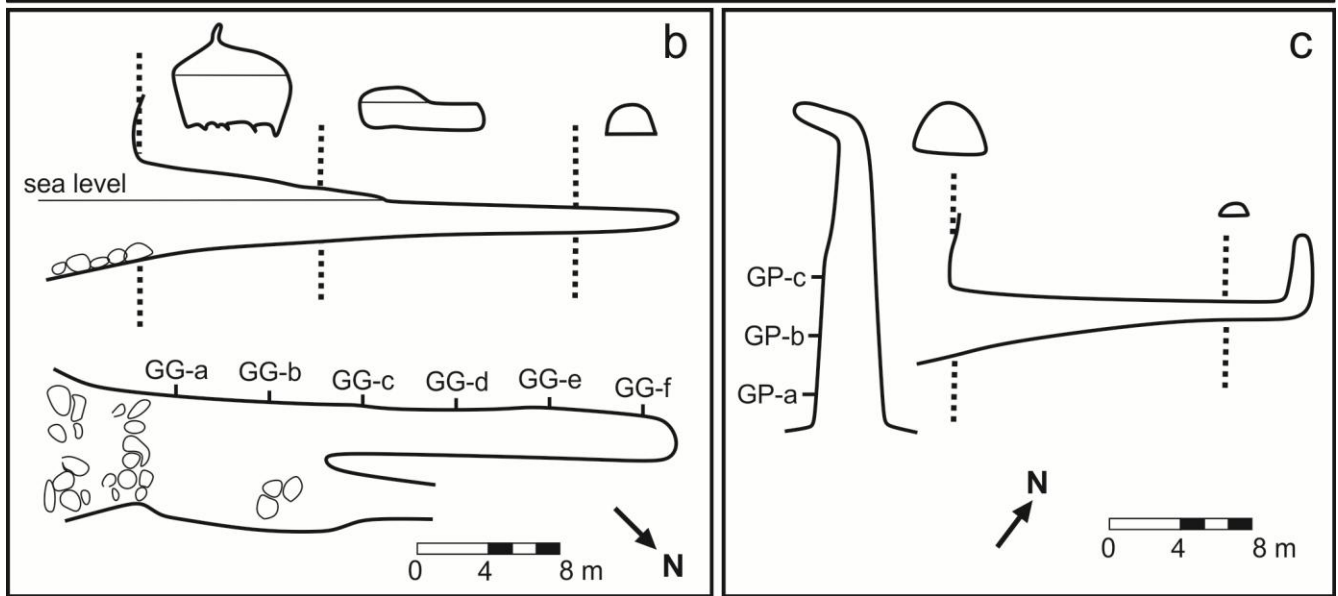 b
sea level
GG-a GG-b GG-c GG-d GG-e GG-f
0 4 8 m
N
c
GP-c
GP-b
GP-a
N
0 4 8 m